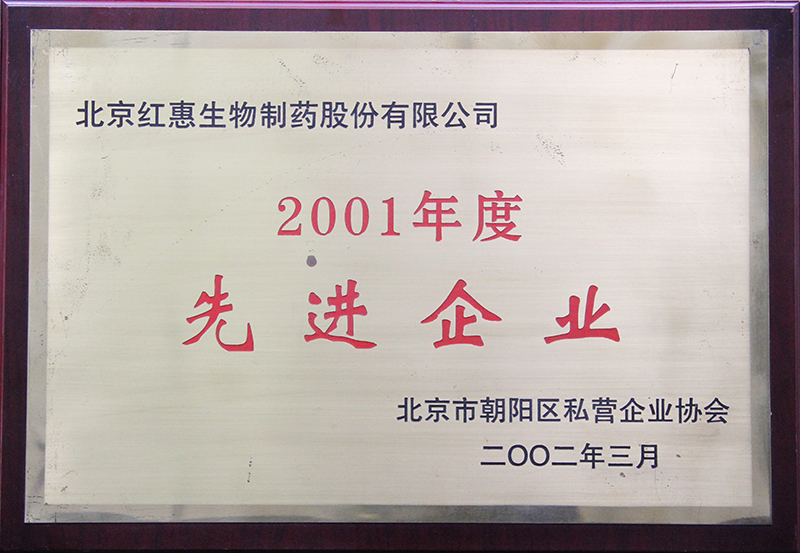 北京红惠生物制药股份有限公司
2001年度
先进企业
北京市朝阳区私营企业协会
二〇〇二年三月